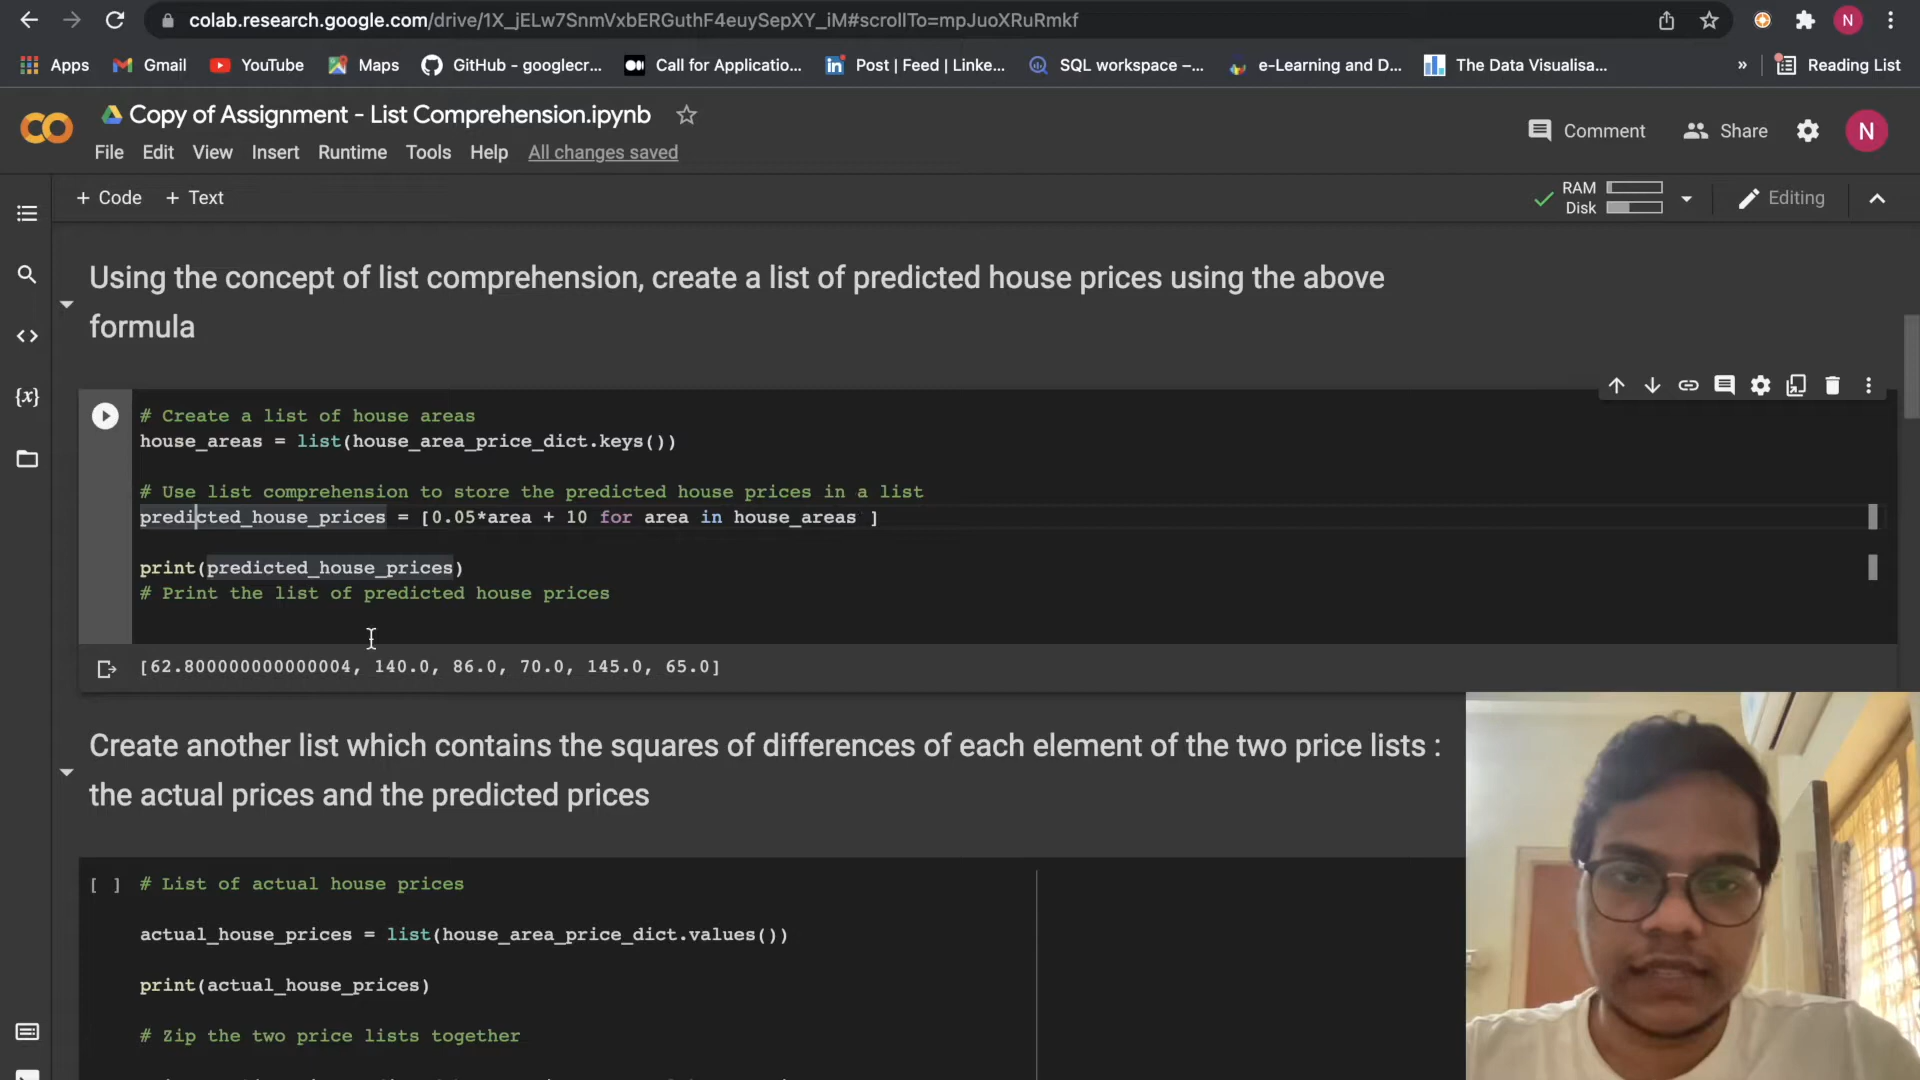 colab.research.google.com/drive/1X_jELw7SnmVxbERGuthF4euySepXY_iM#scrollTo=mpJuoXRuRmkf
N
Apps
Gmail
YouTube
Maps
GitHub - googlecr...
Call for Applicatio...
Post | Feed | Linke...
SQL workspace –...
e-Learning and D...
The Data Visualisa...
»
Reading List
Copy of Assignment - List Comprehension.ipynb
Comment
Share
N
File Edit View Insert Runtime Tools Help All changes saved
+ Code + Text
RAM
Disk
Editing
Using the concept of list comprehension, create a list of predicted house prices using the above
formula
# Create a list of house areas
house_areas = list(house_area_price_dict.keys())
# Use list comprehension to store the predicted house prices in a list
predicted_house_prices = [0.05*area + 10 for area in house_areas ]
print(predicted_house_prices)
# Print the list of predicted house prices
[62.800000000000004, 140.0, 86.0, 70.0, 145.0, 65.0]
Create another list which contains the squares of differences of each element of the two price lists :
the actual prices and the predicted prices
[ ] # List of actual house prices
actual_house_prices = list(house_area_price_dict.values())
print(actual_house_prices)
# Zip the two price lists together